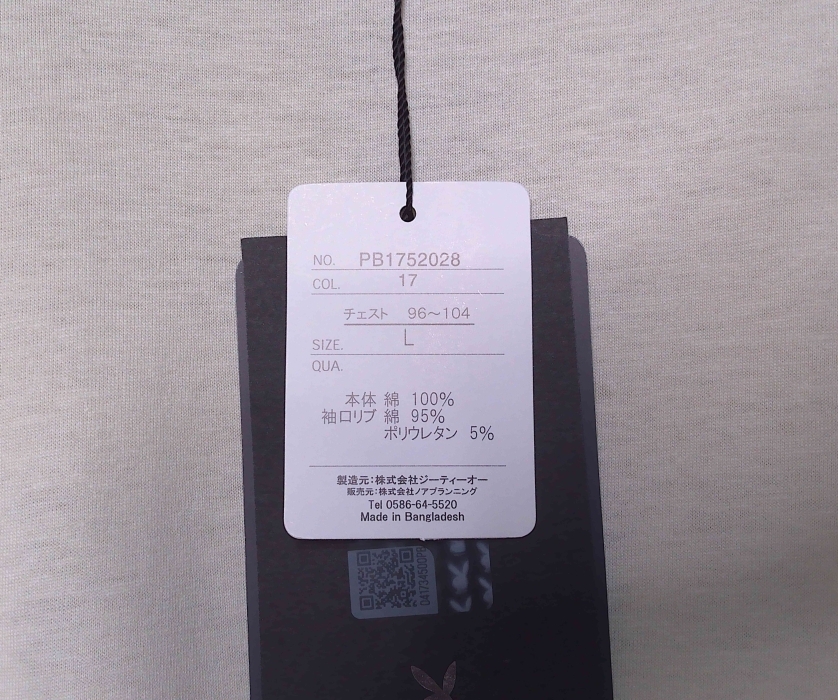 NO. PB1752028
COL. 17
チェスト 96～104
SIZE. L
QUA.
本体 綿 100%
袖口リブ 綿 95%
ポリウレタン 5%
製造元:株式会社ジーティーオー
販売元:株式会社ノアプランニング
Tel 0586-64-5520
Made in Bangladesh